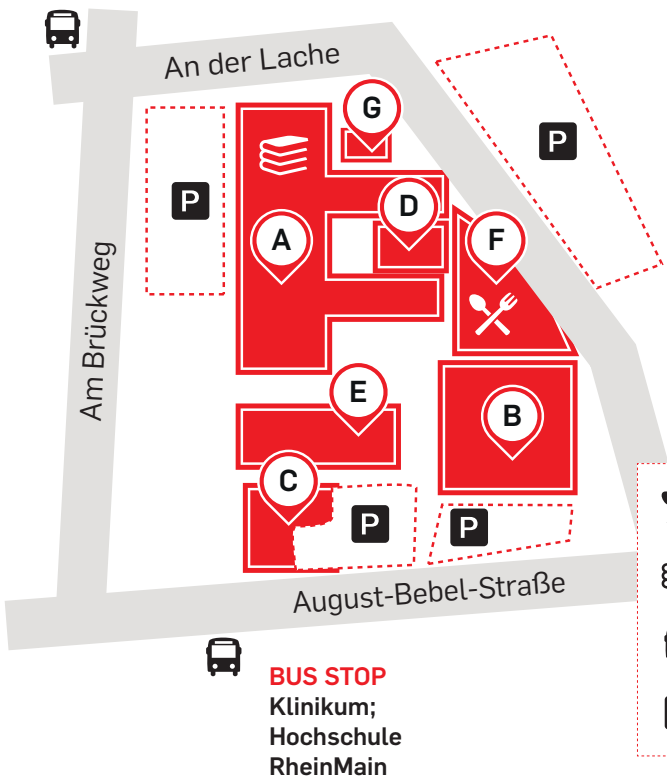 An der Lache
G
P
P
D
A
F
Am Brückweg
E
B
C
P
P
August-Bebel-Straße
BUS STOP
Klinikum;
Hochschule
RheinMain